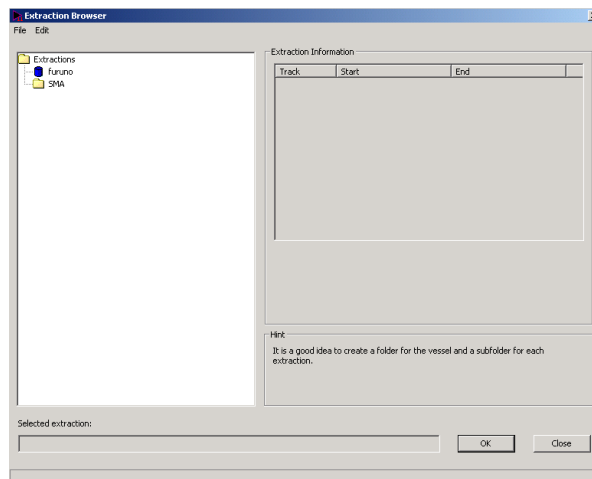 Extraction Browser
File Edit
Extractions
furuno
SMA
Extraction Information
Track Start End
Hint
It is a good idea to create a folder for the vessel and a subfolder for each
extraction.
Selected extraction:
OK Close